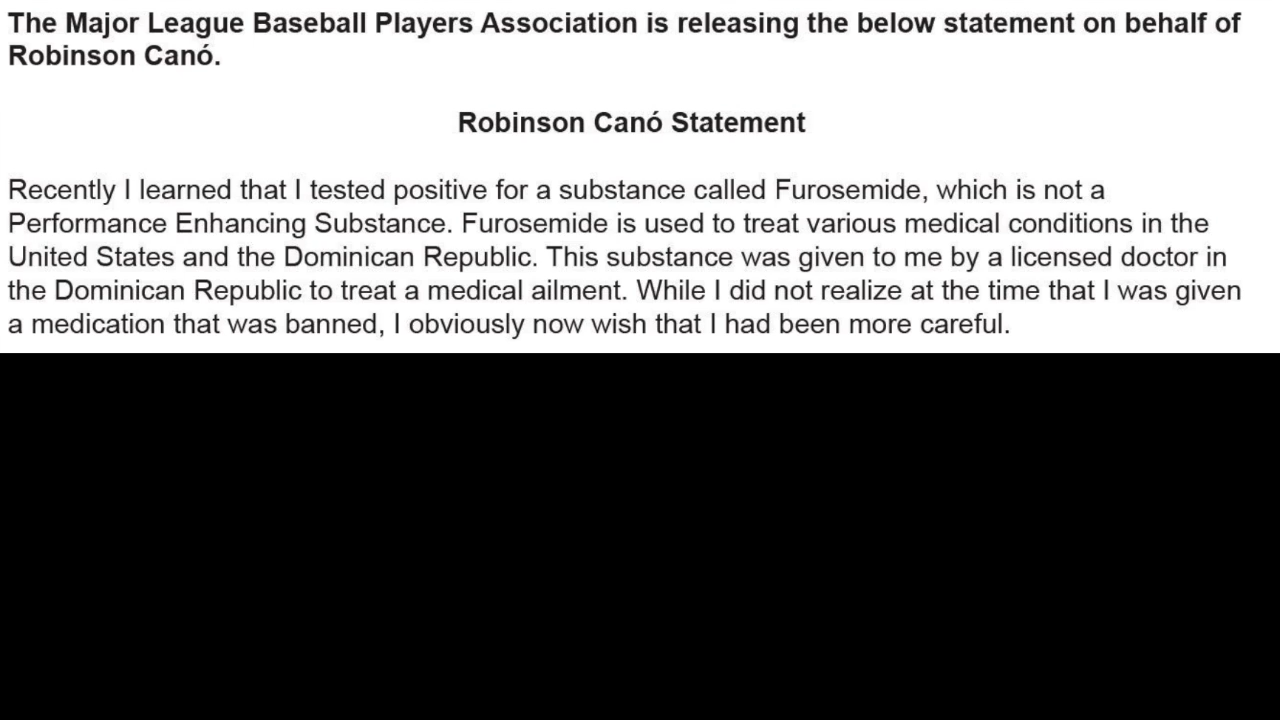 The Major League Baseball Players Association is releasing the below statement on behalf of
Robinson Canó.
Robinson Canó Statement
Recently I learned that I tested positive for a substance called Furosemide, which is not a
Performance Enhancing Substance. Furosemide is used to treat various medical conditions in the
United States and the Dominican Republic. This substance was given to me by a licensed doctor in
the Dominican Republic to treat a medical ailment. While I did not realize at the time that I was given
a medication that was banned, I obviously now wish that I had been more careful.